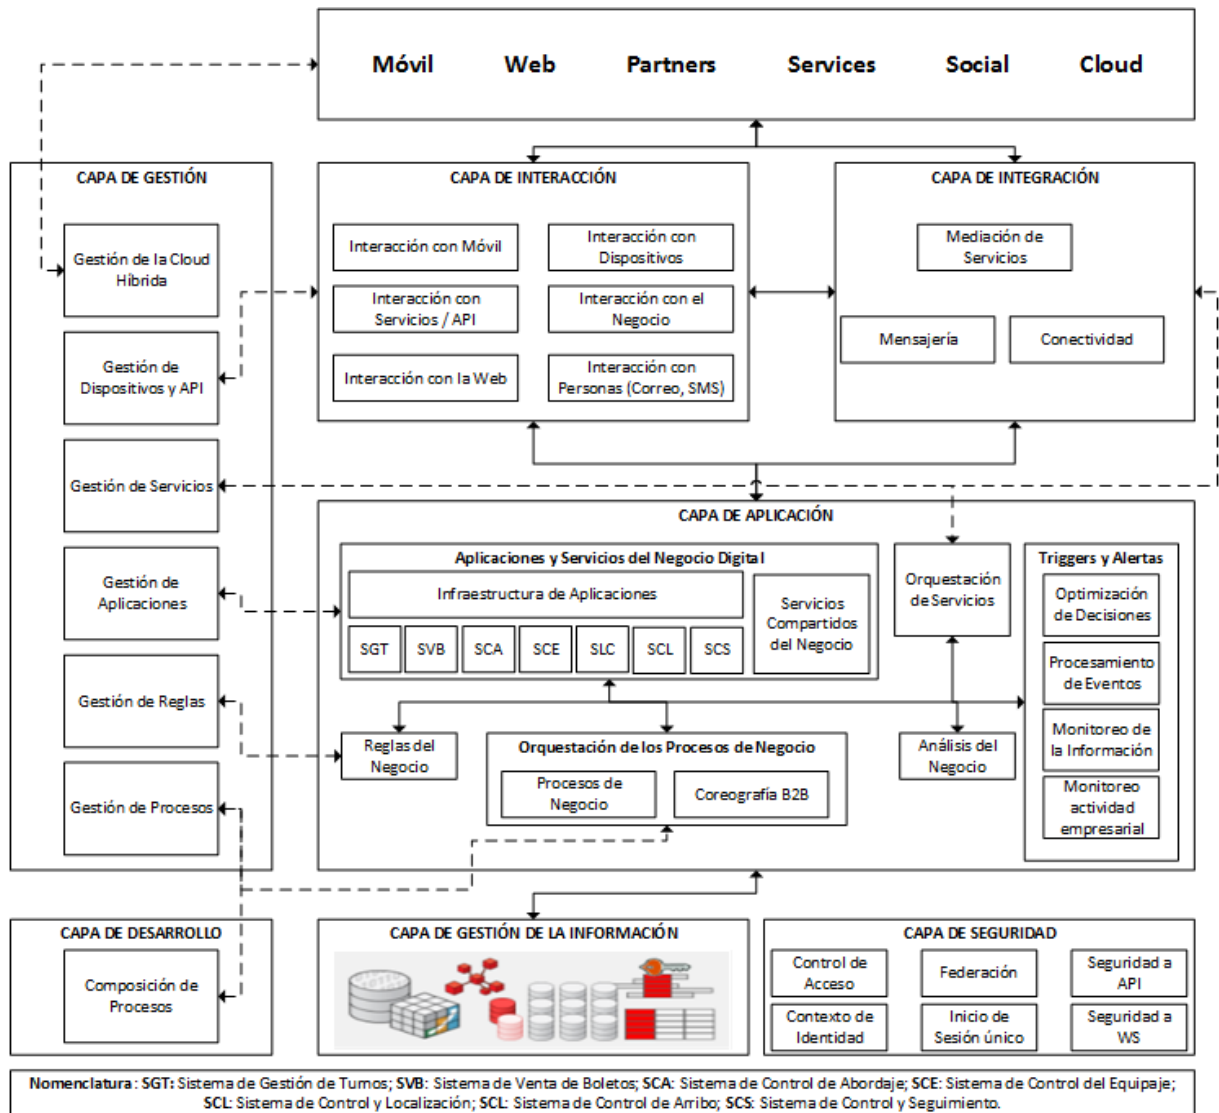 Móvil Web Partners Services Social Cloud
CAPA DE GESTIÓN
Gestión de la Cloud
Híbrida
Gestión de
Dispositivos y API
Gestión de Servicios
Gestión de
Aplicaciones
Gestión de Reglas
Gestión de Procesos
CAPA DE INTERACCIÓN
Interacción con Móvil
Interacción con
Dispositivos
Interacción con
Servicios / API
Interacción con el
Negocio
Interacción con la Web
Interacción con
Personas (Correo, SMS)
CAPA DE INTEGRACIÓN
Mediación de
Servicios
Mensajería
Conectividad
CAPA DE APLICACIÓN
Aplicaciones y Servicios del Negocio Digital
Infraestructura de Aplicaciones
SGT SVB SCA SCE SLC SCL SCS
Servicios
Compartidos
del Negocio
Orquestación
de Servicios
Triggers y Alertas
Optimización
de Decisiones
Procesamiento
de Eventos
Monitoreo de
la Información
Monitoreo
actividad
empresarial
Reglas del
Negocio
Orquestación de los Procesos de Negocio
Procesos de
Negocio
Coreografía B2B
Análisis del
Negocio
CAPA DE DESARROLLO
Composición de
Procesos
CAPA DE GESTIÓN DE LA INFORMACIÓN
CAPA DE SEGURIDAD
Control de
Acceso
Federación
Seguridad a
API
Contexto de
Identidad
Inicio de
Sesión único
Seguridad a
WS
Nomenclatura: SGT: Sistema de Gestión de Turnos; SVB: Sistema de Venta de Boletos; SCA: Sistema de Control de Abordaje; SCE: Sistema de Control del Equipaje;
SCL: Sistema de Control y Localización; SCL: Sistema de Control de Arribo; SCS: Sistema de Control y Seguimiento.